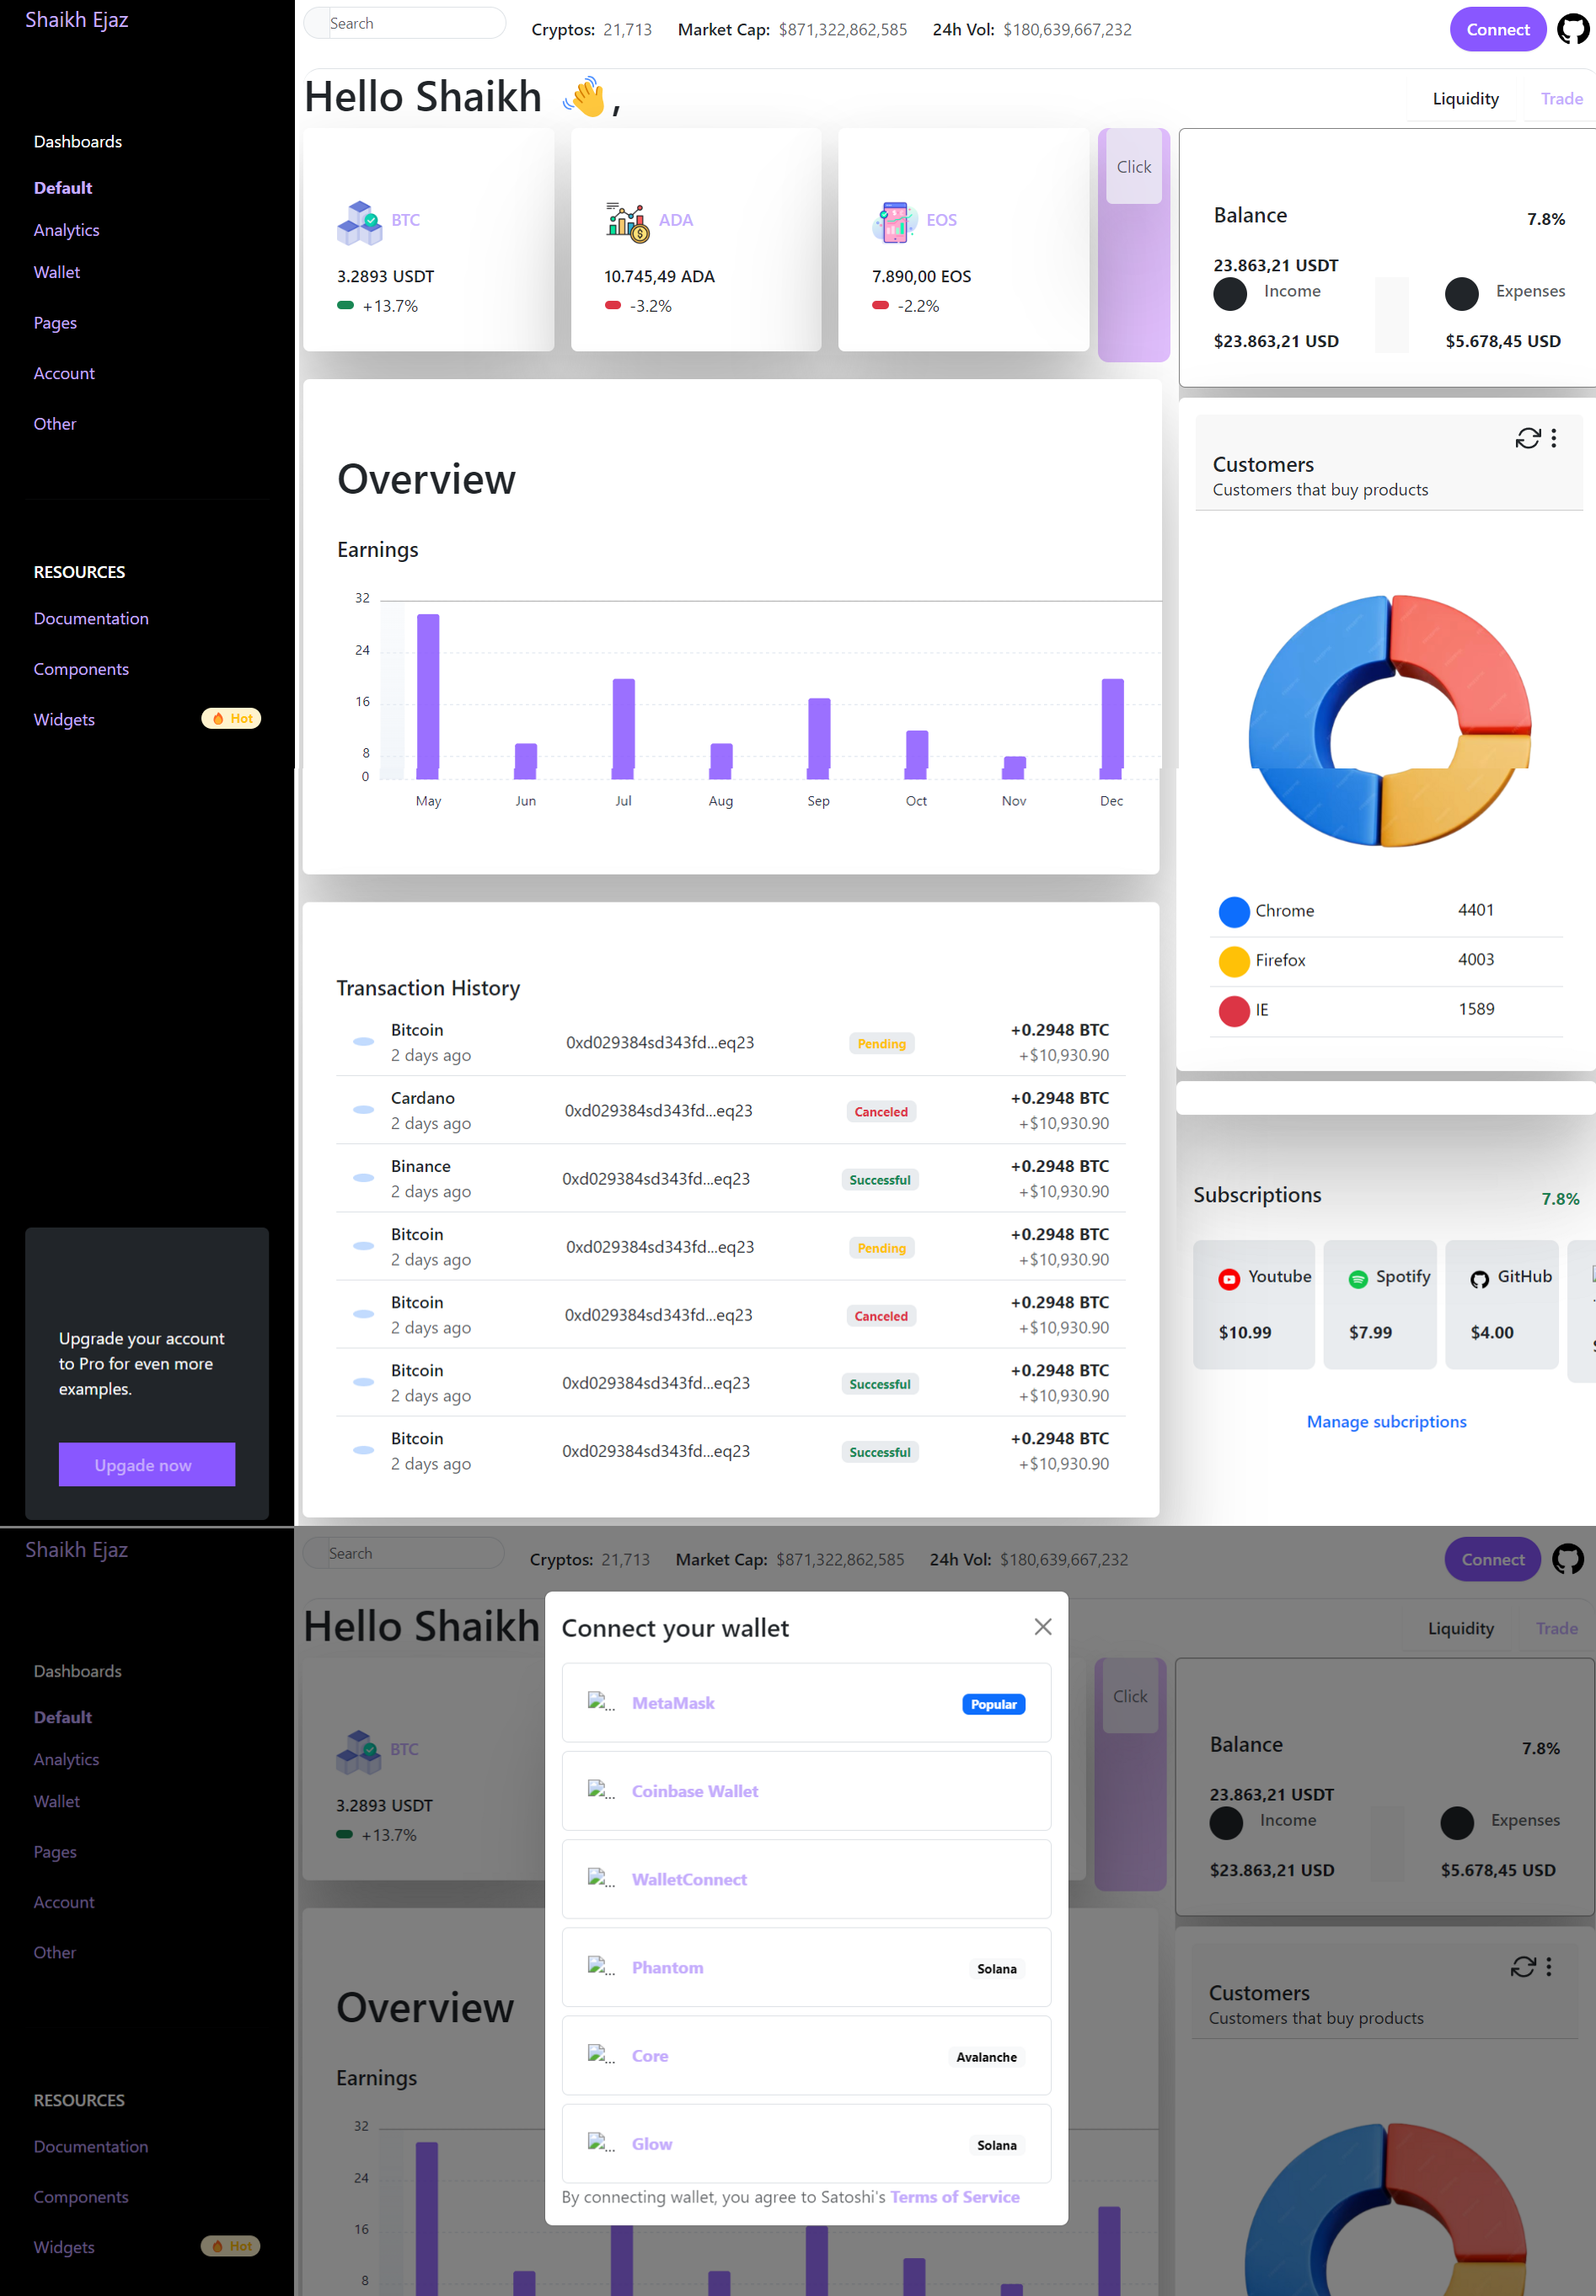 Shaikh Ejaz
Dashboards
Default
Analytics
Wallet
Pages
Account
Other
RESOURCES
Documentation
Components
Widgets
Hot
Upgrade your account
to Pro for even more
examples.
Upgade now
Search
Cryptos: 21,713 Market Cap: $871,322,862,585 24h Vol: $180,639,667,232
Connect
Hello Shaikh 👋,
Liquidity Trade
BTC
3.2893 USDT
+13.7%
ADA
10.745,49 ADA
-3.2%
EOS
7.890,00 EOS
-2.2%
Click
Balance
7.8%
23.863,21 USDT
Income
$23.863,21 USD
Expenses
$5.678,45 USD
Overview
Earnings
32
24
16
8
0
May Jun Jul Aug Sep Oct Nov Dec
Customers
Customers that buy products
Chrome 4401
Firefox 4003
IE 1589
Transaction History
Bitcoin
2 days ago
0xd029384sd343fd...eq23
Pending
+0.2948 BTC
+$10,930.90
Cardano
2 days ago
0xd029384sd343fd...eq23
Canceled
+0.2948 BTC
+$10,930.90
Binance
2 days ago
0xd029384sd343fd...eq23
Successful
+0.2948 BTC
+$10,930.90
Bitcoin
2 days ago
0xd029384sd343fd...eq23
Pending
+0.2948 BTC
+$10,930.90
Bitcoin
2 days ago
0xd029384sd343fd...eq23
Canceled
+0.2948 BTC
+$10,930.90
Bitcoin
2 days ago
0xd029384sd343fd...eq23
Successful
+0.2948 BTC
+$10,930.90
Bitcoin
2 days ago
0xd029384sd343fd...eq23
Successful
+0.2948 BTC
+$10,930.90
Subscriptions
7.8%
Youtube
$10.99
Spotify
$7.99
GitHub
$4.00
Manage subcriptions
Shaikh Ejaz
Dashboards
Default
Analytics
Wallet
Pages
Account
Other
RESOURCES
Documentation
Components
Widgets
Hot
Search
Cryptos: 21,713 Market Cap: $871,322,862,585 24h Vol: $180,639,667,232
Connect
Hello Shaikh
Liquidity Trade
BTC
3.2893 USDT
+13.7%
Connect your wallet
MetaMask
Popular
Coinbase Wallet
WalletConnect
Phantom
Solana
Core
Avalanche
Glow
Solana
By connecting wallet, you agree to Satoshi's Terms of Service
Click
Balance
7.8%
23.863,21 USDT
Income
$23.863,21 USD
Expenses
$5.678,45 USD
Overview
Earnings
32
24
16
8
Customers
Customers that buy products